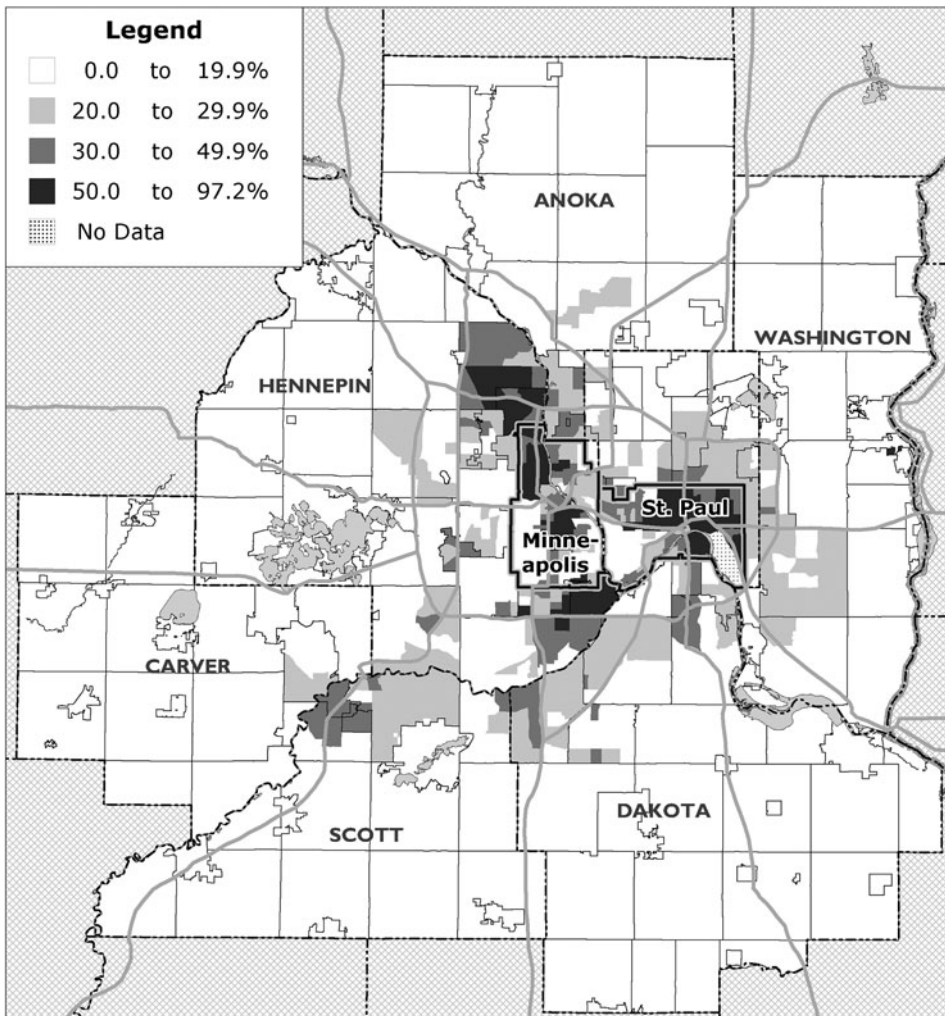 Legend
0.0 to 19.9%
20.0 to 29.9%
30.0 to 49.9%
50.0 to 97.2%
No Data
ANOKA
WASHINGTON
HENNEPIN
St. Paul
Minne-
apolis
CARVER
DAKOTA
SCOTT